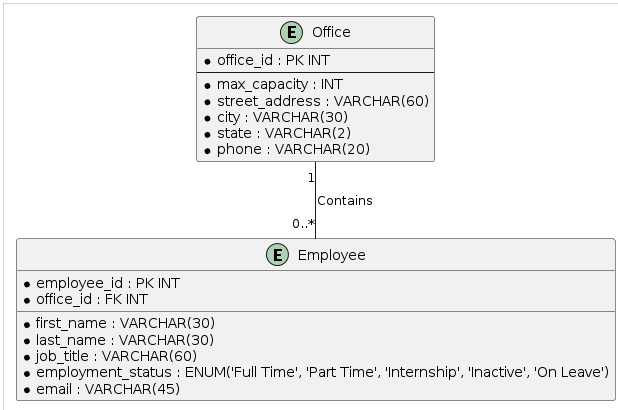 E Office
office_id : PK INT
max_capacity : INT
street_address : VARCHAR(60)
city : VARCHAR(30)
state : VARCHAR(2)
phone : VARCHAR(20)
1
Contains
0..*
E Employee
employee_id : PK INT
office_id : FK INT
first_name : VARCHAR(30)
last_name : VARCHAR(30)
job_title : VARCHAR(60)
employment_status : ENUM('Full Time', 'Part Time', 'Internship', 'Inactive', 'On Leave')
email : VARCHAR(45)